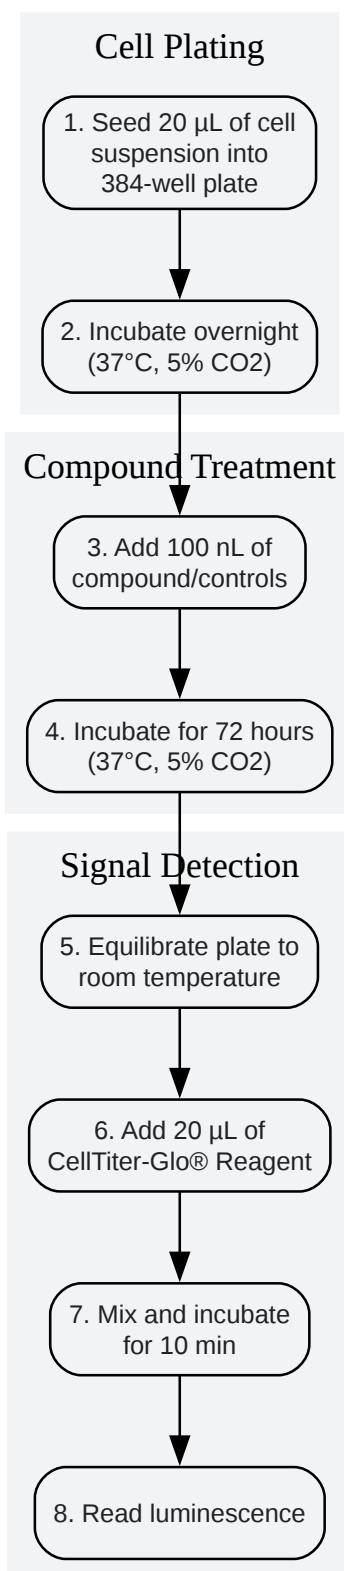 Cell Plating
1. Seed 20 µL of cell
suspension into
384-well plate
2. Incubate overnight
(37°C, 5% CO2)
Compound Treatment
3. Add 100 nL of
compound/controls
4. Incubate for 72 hours
(37°C, 5% CO2)
Signal Detection
5. Equilibrate plate to
room temperature
6. Add 20 µL of
CellTiter-Glo® Reagent
7. Mix and incubate
for 10 min
8. Read luminescence